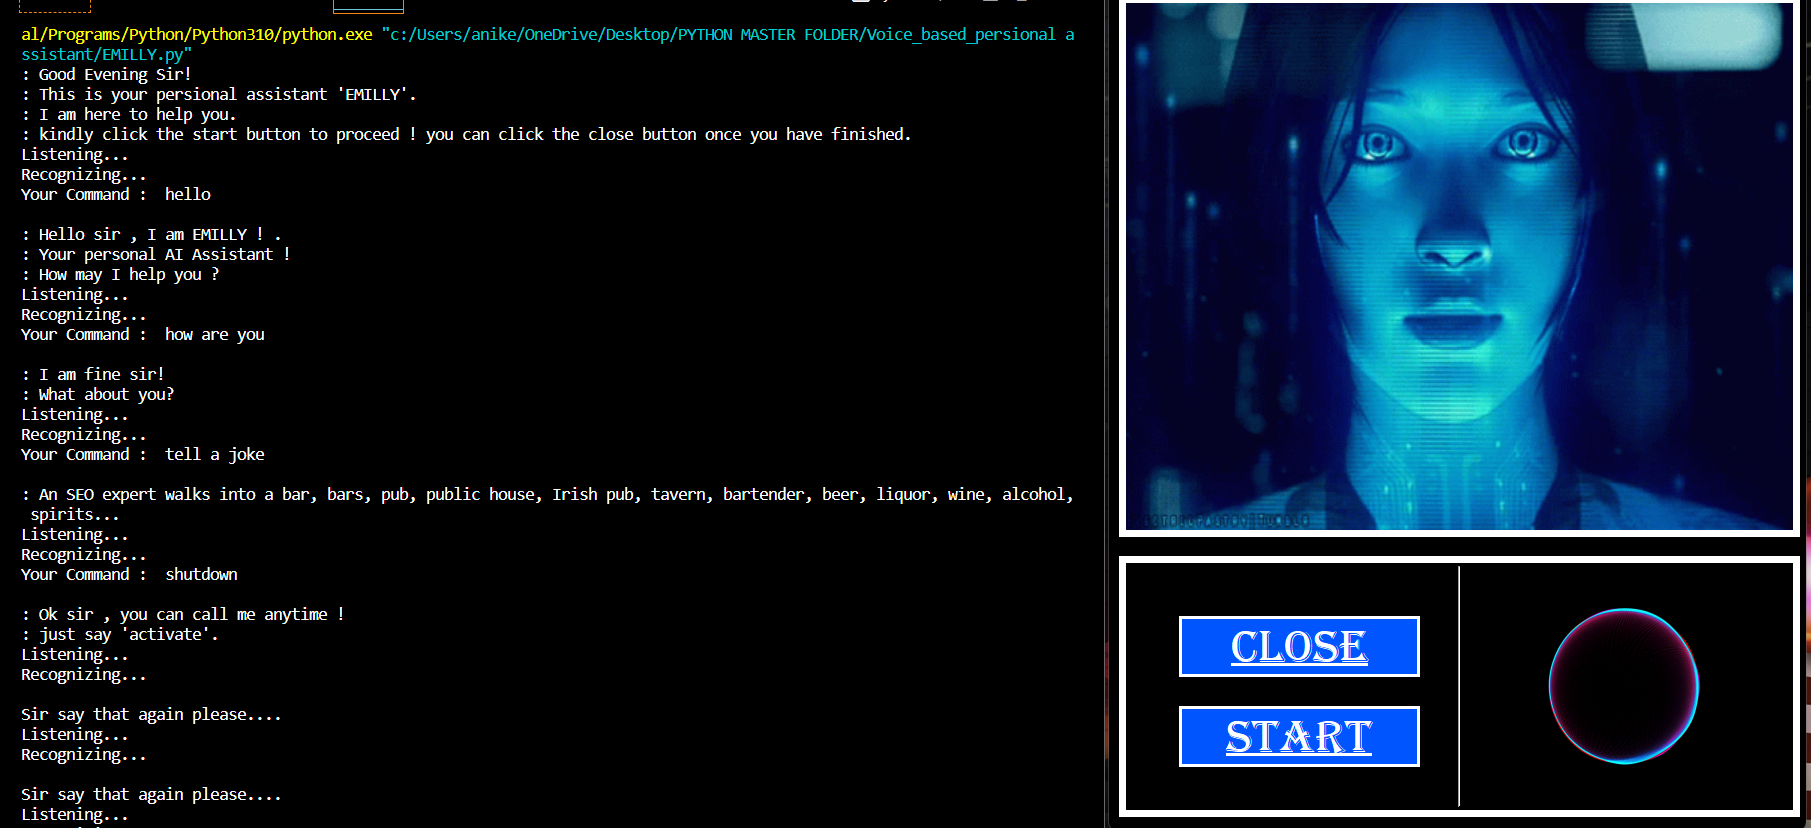 al/Programs/Python/Python310/python.exe "c:/Users/anike/OneDrive/Desktop/PYTHON MASTER FOLDER/Voice_based_persional a
ssistant/EMILLY.py"
: Good Evening Sir!
: This is your persional assistant 'EMILLY'.
: I am here to help you.
: kindly click the start button to proceed ! you can click the close button once you have finished.
Listening...
Recognizing...
Your Command :  hello
: Hello sir , I am EMILLY ! .
: Your personal AI Assistant !
: How may I help you ?
Listening...
Recognizing...
Your Command :  how are you
: I am fine sir!
: What about you?
Listening...
Recognizing...
Your Command :  tell a joke
: An SEO expert walks into a bar, bars, pub, public house, Irish pub, tavern, bartender, beer, liquor, wine, alcohol,
spirits...
Listening...
Recognizing...
Your Command :  shutdown
: Ok sir , you can call me anytime !
: just say 'activate'.
Listening...
Recognizing...
Sir say that again please....
Listening...
Recognizing...
Sir say that again please....
Listening...
CLOSE
START